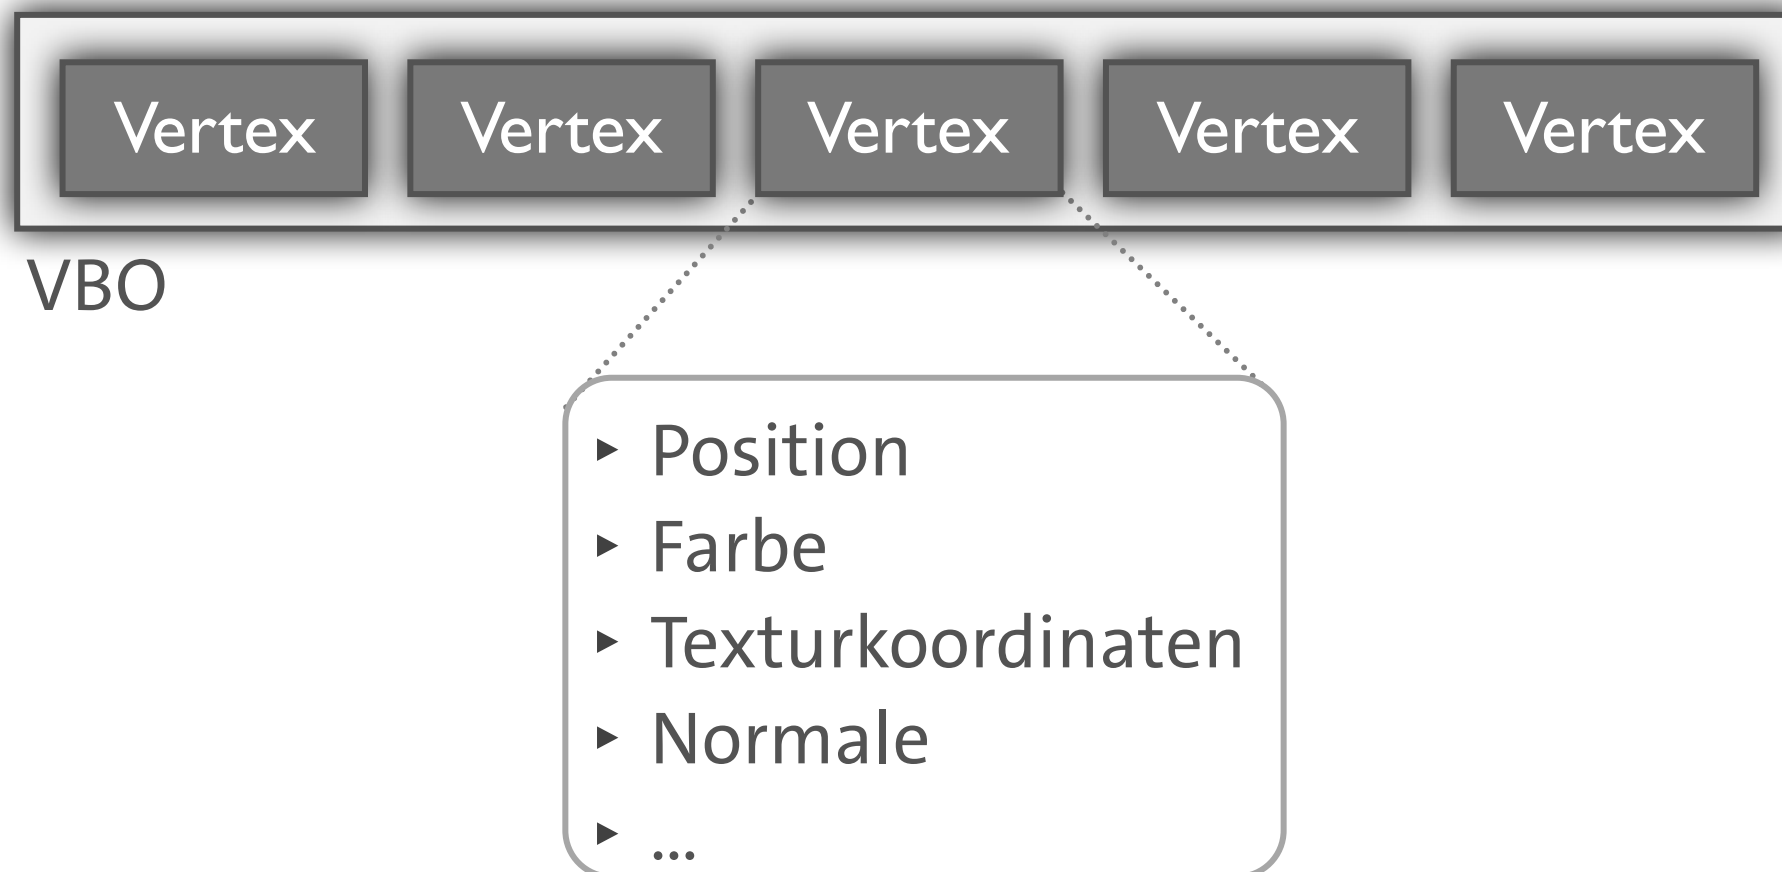 Vertex Vertex Vertex Vertex Vertex
VBO
▸ Position
▸ Farbe
▸ Texturkoordinaten
▸ Normale
▸ ...